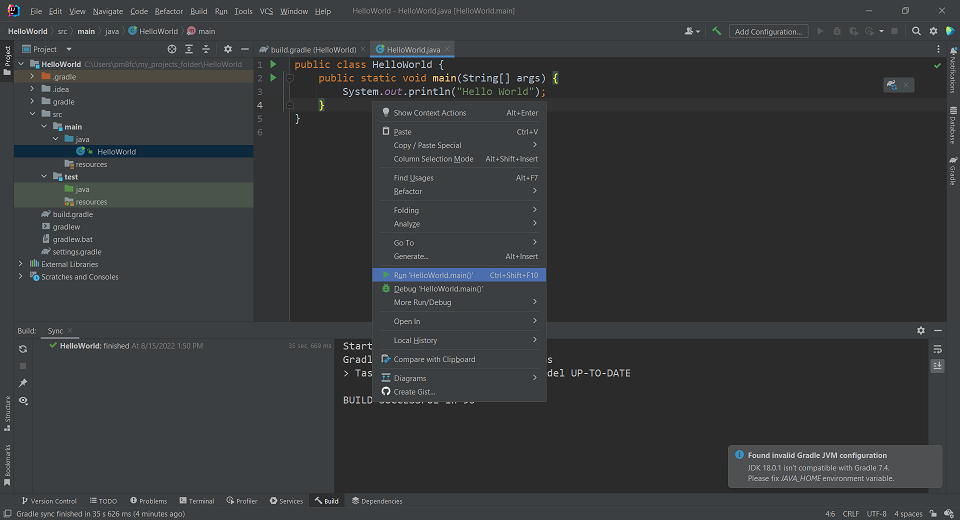 File Edit View Navigate Code Refactor Build Run Tools VCS Window Help
HelloWorld - HelloWorld.java [HelloWorld.main]
HelloWorld src main java HelloWorld main
Add Configuration...
Project
build.gradle (HelloWorld)
HelloWorld.java
Project
HelloWorld C:\Users\pm8fc\my_projects_folder\HelloWorld
.gradle
.idea
gradle
src
main
java
HelloWorld
resources
test
java
resources
build.gradle
gradlew
gradlew.bat
settings.gradle
External Libraries
Scratches and Consoles
1 public class HelloWorld {
2 public static void main(String[] args) {
3 System.out.println("Hello World");
4 }
5 }
6
Show Context Actions Alt+Enter
Paste Ctrl+V
Copy / Paste Special
Column Selection Mode Alt+Shift+Insert
Find Usages Alt+F7
Refactor
Folding
Analyze
Go To
Generate... Alt+Insert
Run 'HelloWorld.main()' Ctrl+Shift+F10
Debug 'HelloWorld.main()'
More Run/Debug
Open In
Local History
Compare with Clipboard
Diagrams
Create Gist...
Notifications
Database
Gradle
Build: Sync
HelloWorld: finished At 8/15/2022 1:50 PM 35 sec, 669 ms
Start
Gradl s
> Tas del UP-TO-DATE
BUILD SUCCESSFUL in 9s
Structure
Bookmarks
Found invalid Gradle JVM configuration
JDK 18.0.1 isn't compatible with Gradle 7.4.
Please fix JAVA_HOME environment variable.
Version Control TODO Problems Terminal Profiler Services Build Dependencies
Gradle sync finished in 35 s 626 ms (4 minutes ago)
4:6 CRLF UTF-8 4 spaces